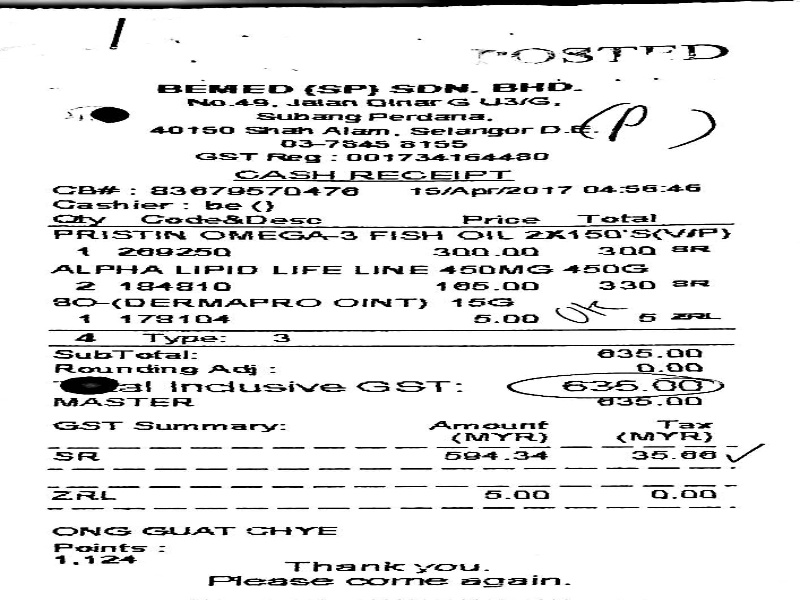 POSTED
BEMED (SP) SDN. BHD.
No.49, Jalan Dinar G U3/G,
Subang Perdana,
40150 Shah Alam, Selangor D.E.
(P)
03-7845 8155
GST Reg : 001734164480
CASH RECEIPT
CB# : 83679570476 15/Apr/2017 04:56:46
Cashier : be ()
Qty Code&Desc Price Total
PRISTIN OMEGA-3 FISH OIL 2X150'S(V/P)
1 269250 300.00 300 SR
ALPHA LIPID LIFE LINE 450MG 450G
2 184810 165.00 330 SR
SO-(DERMAPRO OINT) 15G
1 178104 5.00 5 ZRL
OK
4 Type: 3
SubTotal: 635.00
Rounding Adj : 0.00
al Inclusive GST: 635.00
MASTER 635.00
GST Summary: Amount Tax
(MYR) (MYR)
SR 594.34 35.66
ZRL 5.00 0.00
ONG GUAT CHYE
Points :
1,124
Thank you.
Please come again.